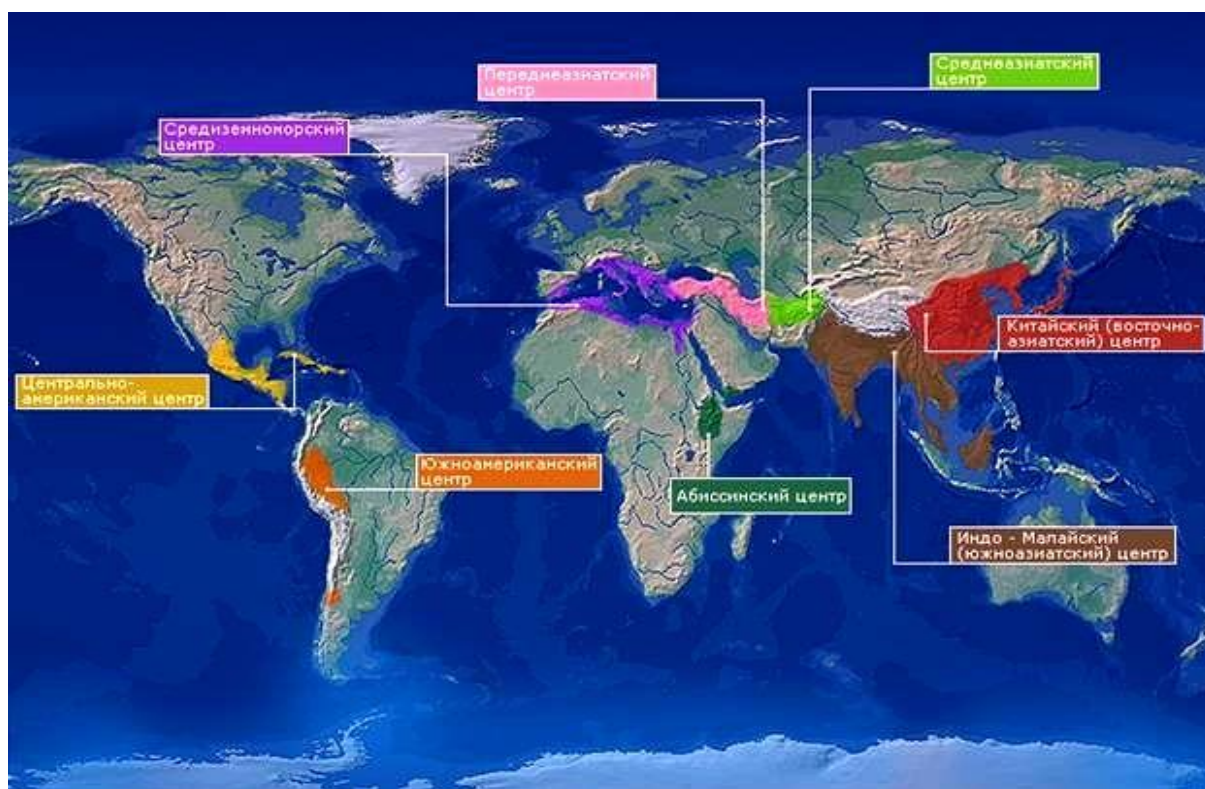 Среднеазиатский
центр
Переднеазиатский
центр
Средизенноморский
центр
Китайский (восточно-
азиатский) центр
Центрально-
американский центр
Южноамериканский
центр
Абиссинский центр
Индо - Малайский
(южноазиатский) центр